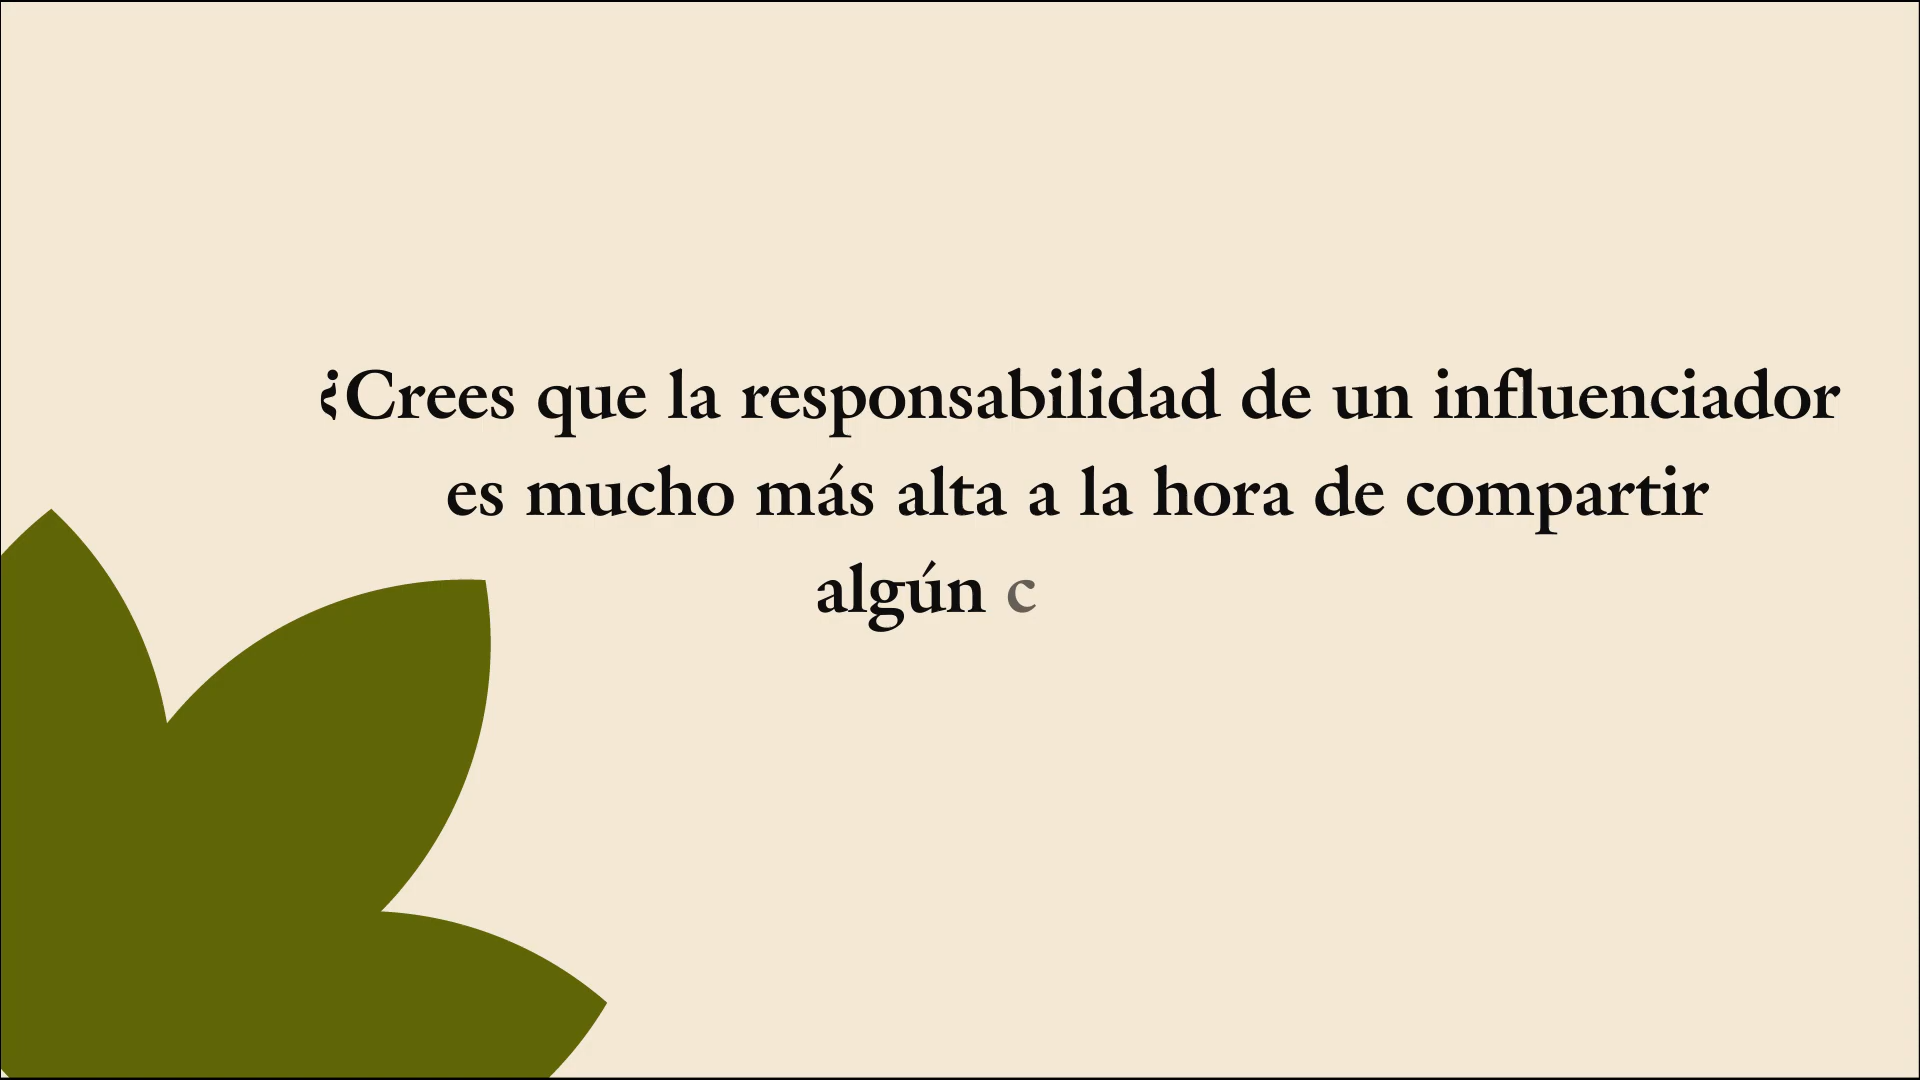 ¿Crees que la responsabilidad de un influenciador
es mucho más alta a la hora de compartir
algún c